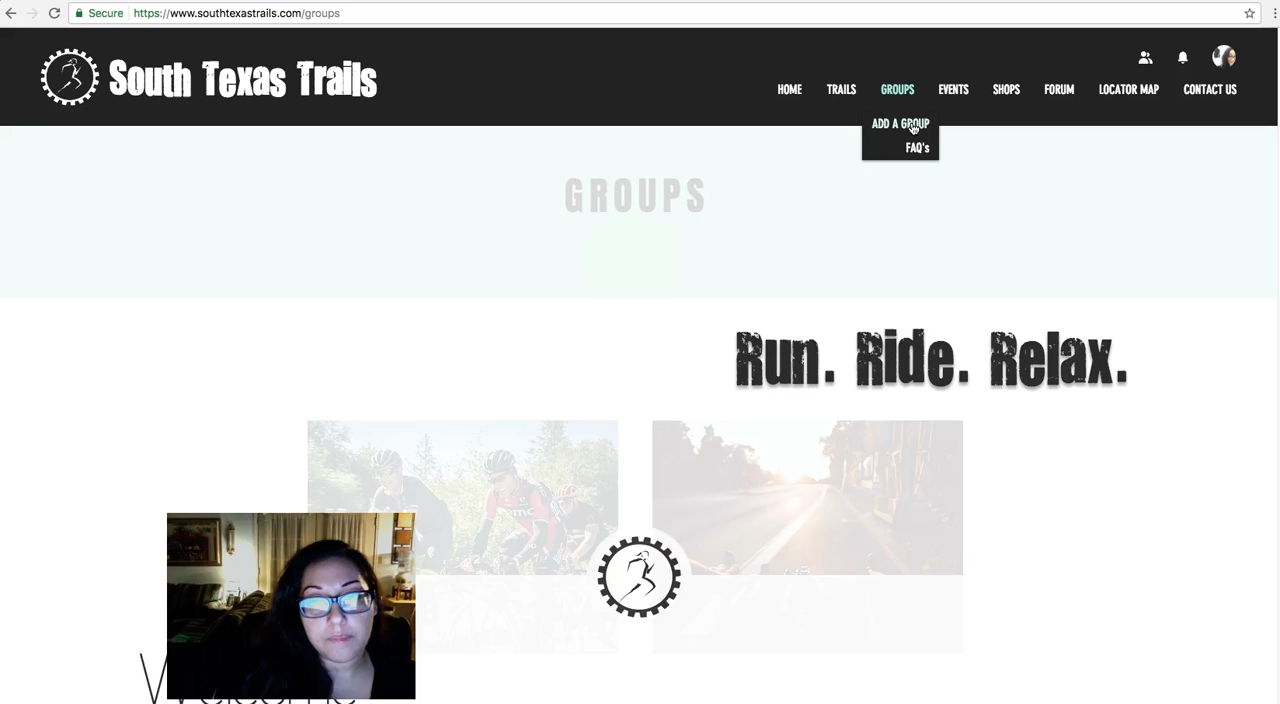 Secure https://www.southtexastrails.com/groups
South Texas Trails
HOME TRAILS GROUPS EVENTS SHOPS FORUM LOCATOR MAP CONTACT US
ADD A GROUP
FAQ's
GROUPS
Run. Ride. Relax.
Welcome